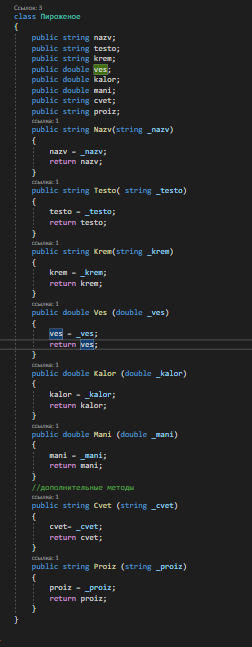 Ссылок: 3
class Пироженое
{
public string nazv;
public string testo;
public string krem;
public double ves;
public double kalor;
public double mani;
public string cvet;
public string proiz;
ссылка: 1
public string Nazv(string _nazv)
{
nazv = _nazv;
return nazv;
}
ссылка: 1
public string Testo( string _testo)
{
testo = _testo;
return testo;
}
ссылка: 1
public string Krem(string _krem)
{
krem = _krem;
return krem;
}
ссылка: 1
public double Ves (double _ves)
{
ves = _ves;
return ves;
}
ссылка: 1
public double Kalor (double _kalor)
{
kalor = _kalor;
return kalor;
}
ссылка: 1
public double Mani (double _mani)
{
mani = _mani;
return mani;
}
//дополнительные методы
ссылка: 1
public string Cvet (string _cvet)
{
cvet= _cvet;
return cvet;
}
ссылка: 1
public string Proiz (string _proiz)
{
proiz = _proiz;
return proiz;
}
}